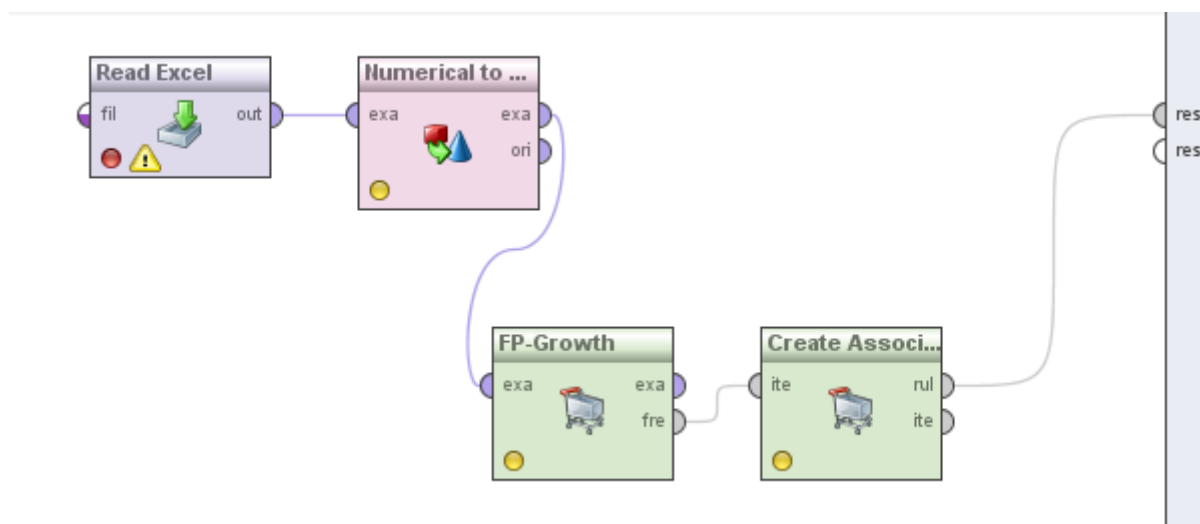 Read Excel
fil
out
Numerical to ...
exa
exa
ori
res
res
FP-Growth
exa
exa
fre
Create Associ...
ite
rul
ite